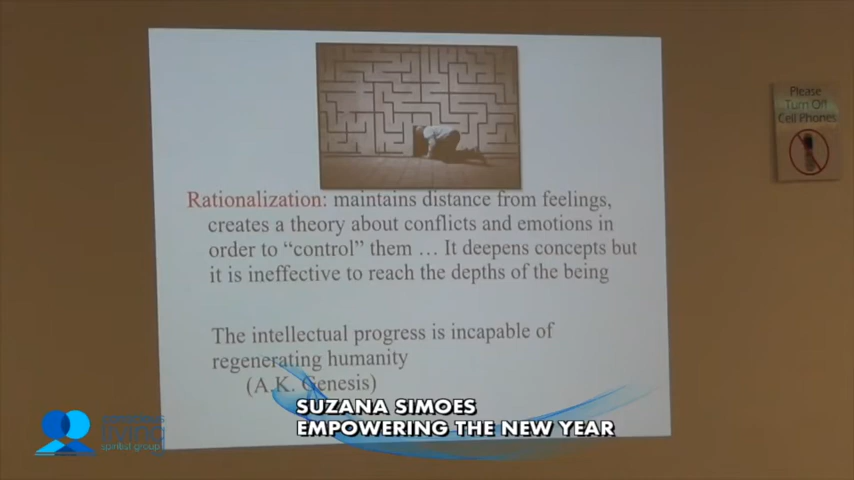 Please
Turn Off
Cell Phones
Rationalization: maintains distance from feelings,
creates a theory about conflicts and emotions in
order to “control” them … It deepens concepts but
it is ineffective to reach the depths of the being
The intellectual progress is incapable of
regenerating humanity
(A.K. Genesis)
SUZANA SIMOES
EMPOWERING THE NEW YEAR
spiritist group